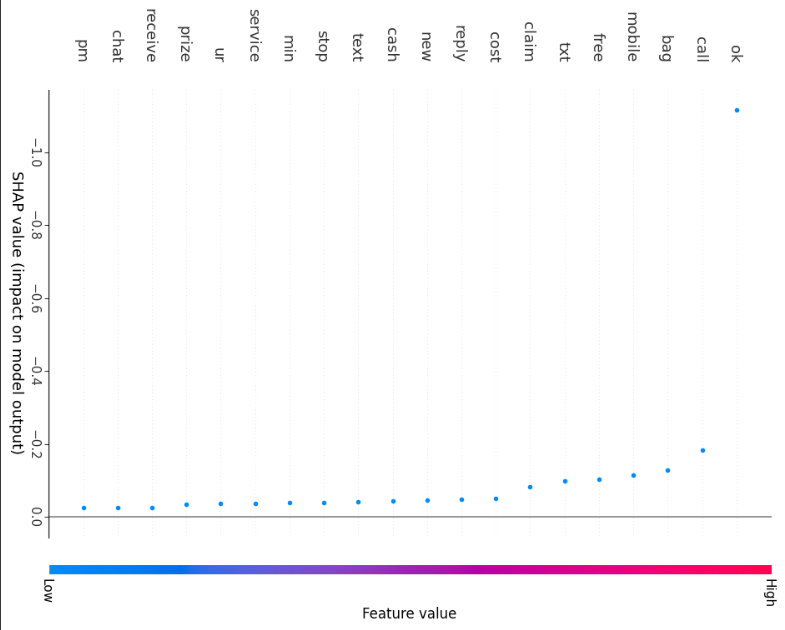 pm
chat
receive
prize
ur
service
min
stop
text
cash
new
reply
cost
claim
txt
free
mobile
bag
call
ok
−1.0
−0.8
−0.6
−0.4
−0.2
0.0
SHAP value (impact on model output)
Low
High
Feature value